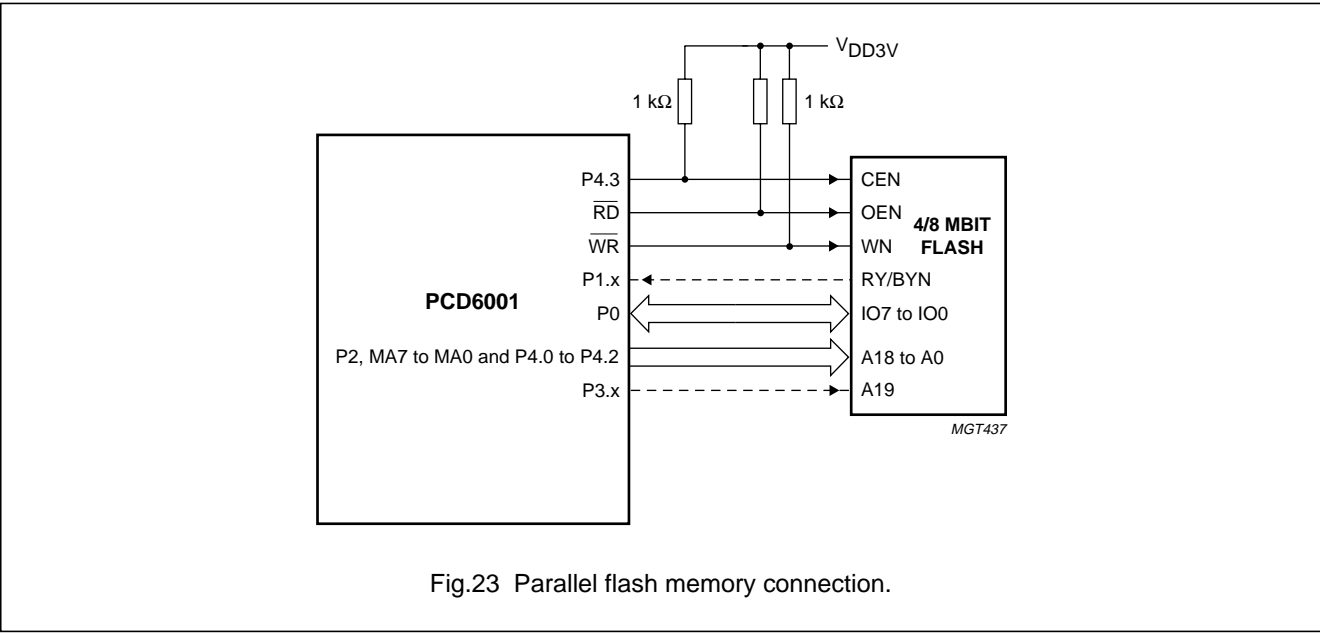 VDD3V
1 kΩ
1 kΩ
P4.3
CEN
RD
OEN
4/8 MBIT
FLASH
WR
WN
P1.x
RY/BYN
PCD6001
P0
IO7 to IO0
P2, MA7 to MA0 and P4.0 to P4.2
A18 to A0
P3.x
A19
MGT437
Fig.23 Parallel flash memory connection.